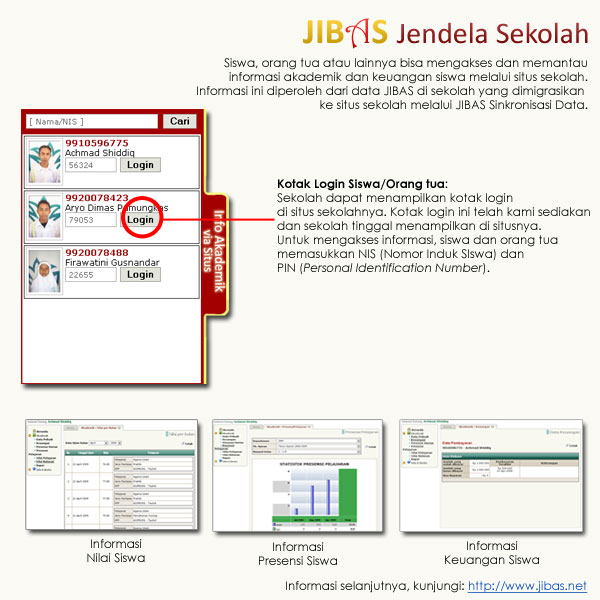 JIBAS Jendela Sekolah
Siswa, orang tua atau lainnya bisa mengakses dan memantau
informasi akademik dan keuangan siswa melalui situs sekolah.
Informasi ini diperoleh dari data JIBAS di sekolah yang dimigrasikan
ke situs sekolah melalui JIBAS Sinkronisasi Data.
[ Nama/NIS ] Cari
9910596775
Achmad Shiddiq
56324 Login
9920078423
Aryo Dimas Pamungkas
79053 Login
9920078488
Firawatini Gusnandar
22655 Login
Info Akademik
via Situs
Kotak Login Siswa/Orang tua:
Sekolah dapat menampilkan kotak login
di situs sekolahnya. Kotak login ini telah kami sediakan
dan sekolah tinggal menampilkan di situsnya.
Untuk mengakses informasi, siswa dan orang tua
memasukkan NIS (Nomor Induk SIswa) dan
PIN (Personal Identification Number).
STATISTIK PRESENSI PELAJARAN
Informasi
Nilai Siswa
Informasi
Presensi Siswa
Informasi
Keuangan Siswa
Informasi selanjutnya, kunjungi: http://www.jibas.net